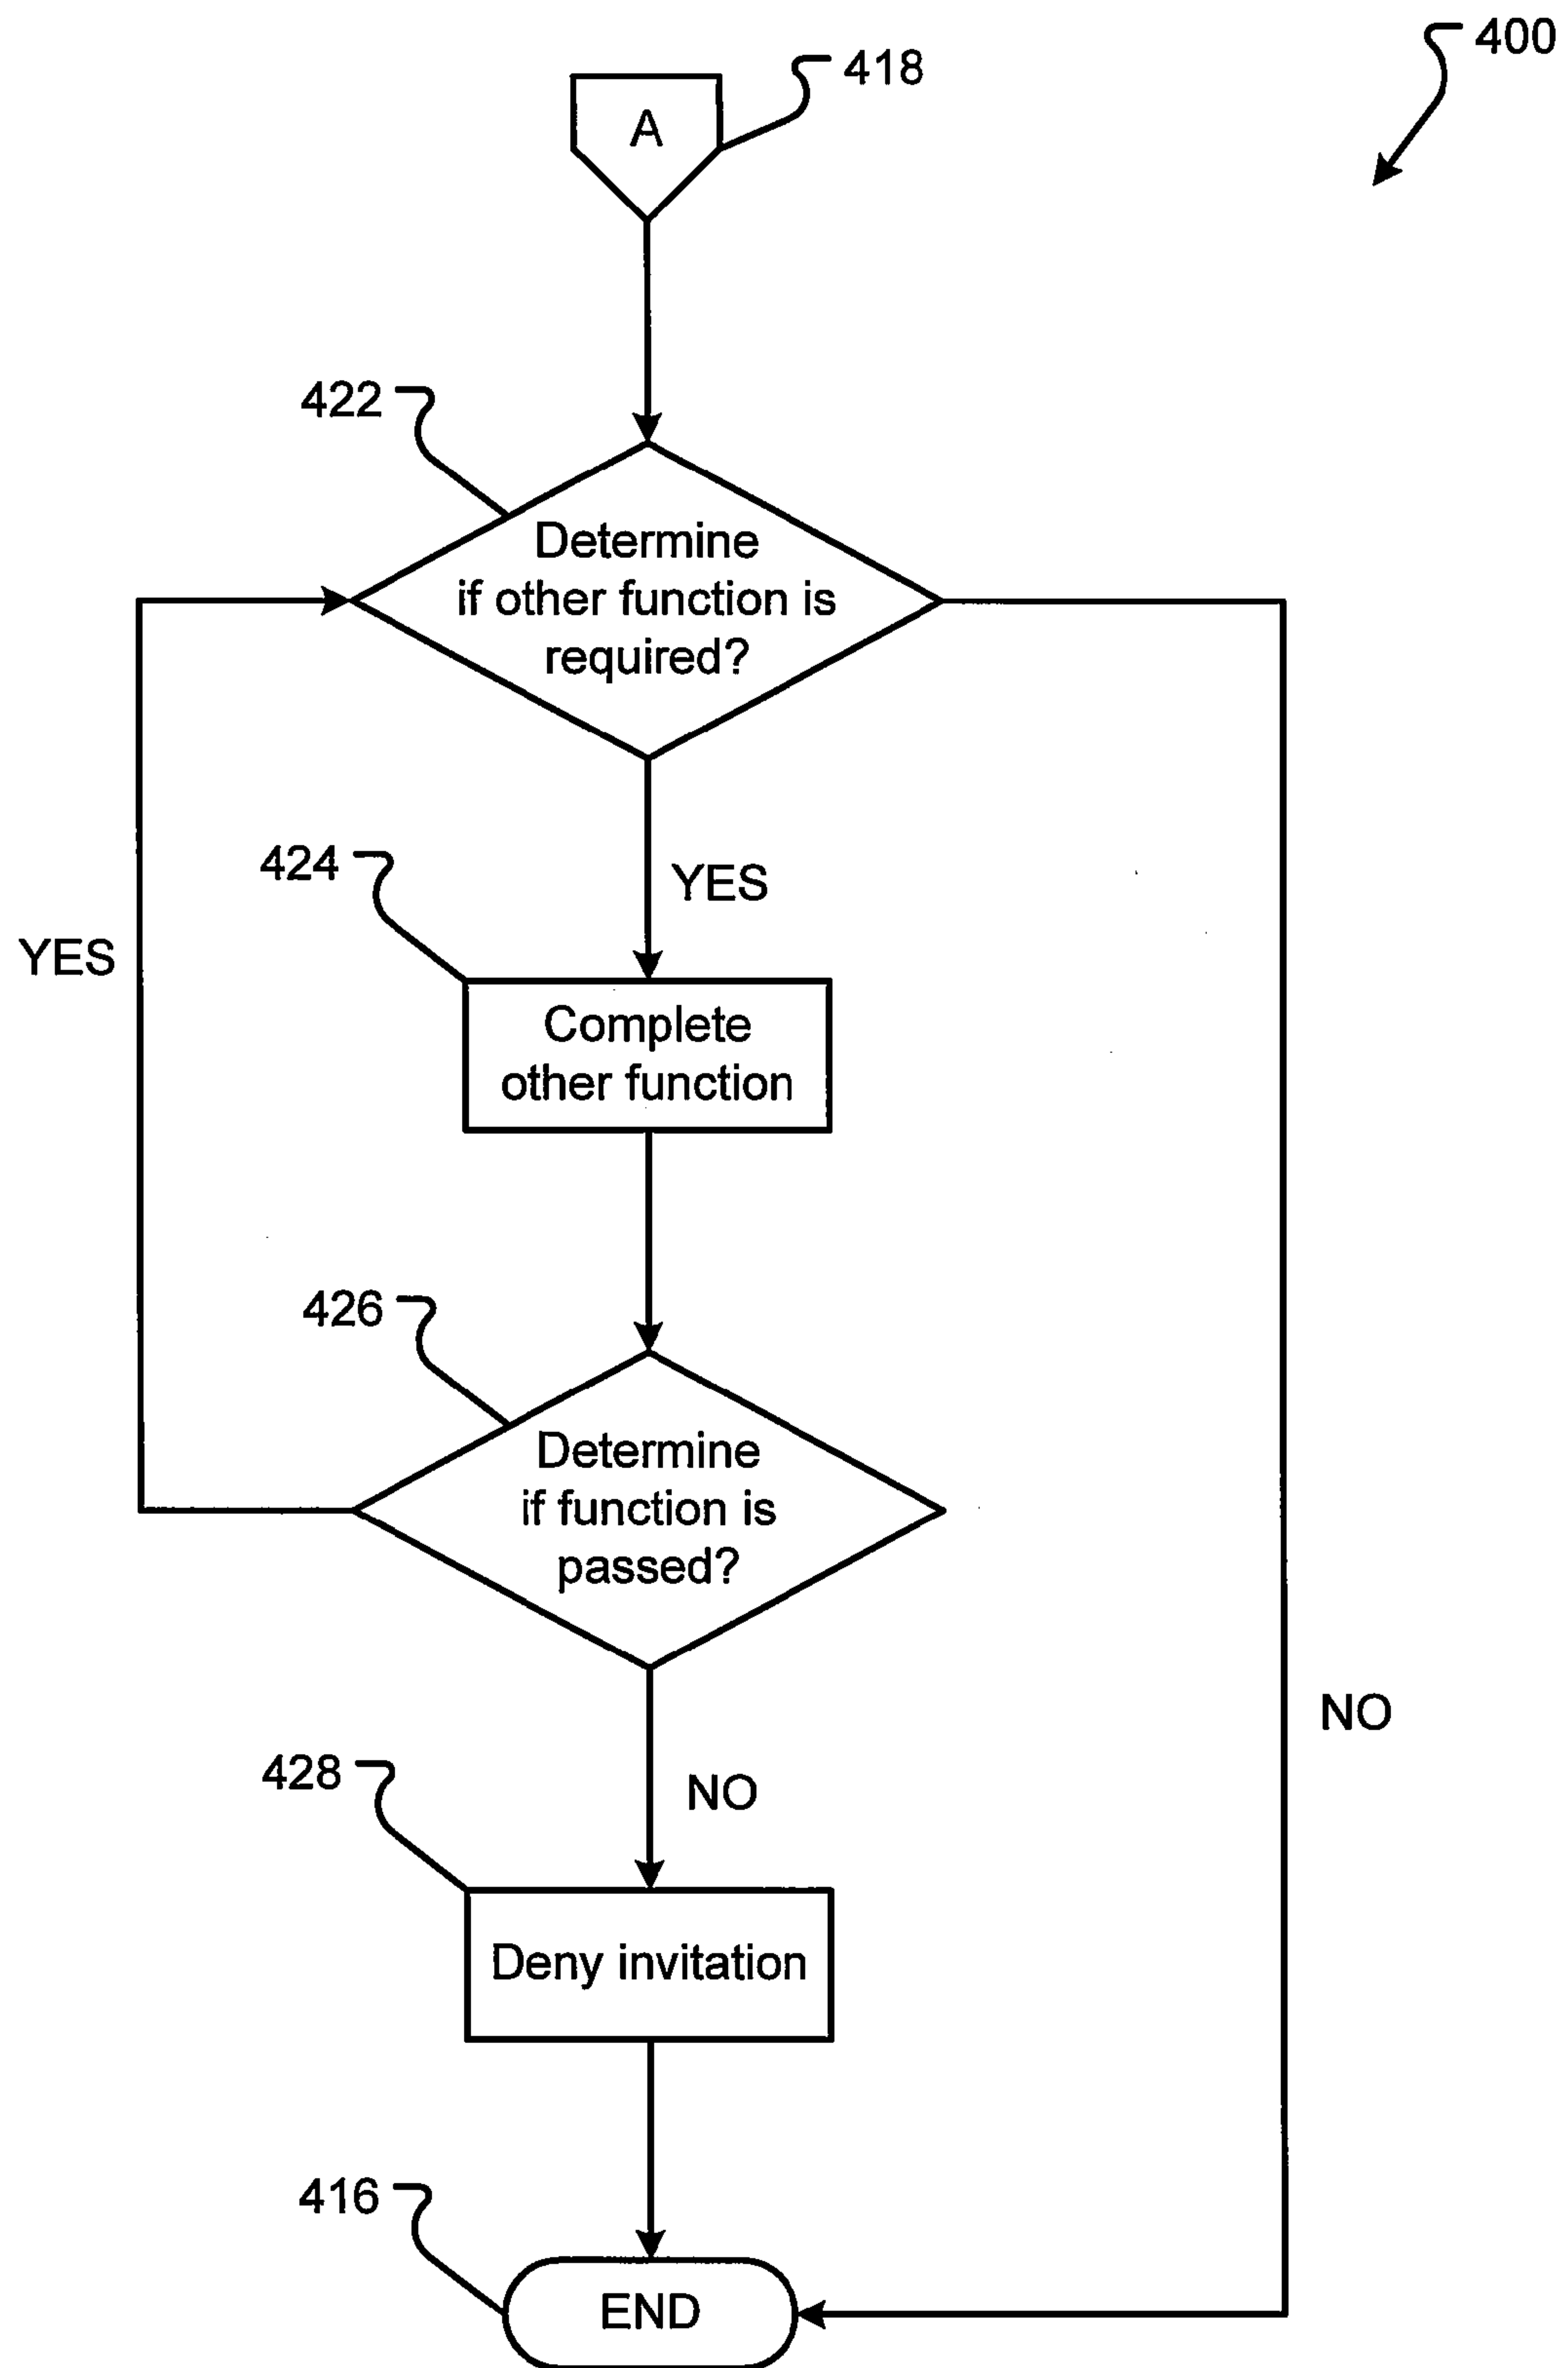 400
418
A
422
Determine
if other function is
required?
424
YES
YES
Complete
other function
426
Determine
if function is
passed?
NO
428
NO
Deny invitation
416
END